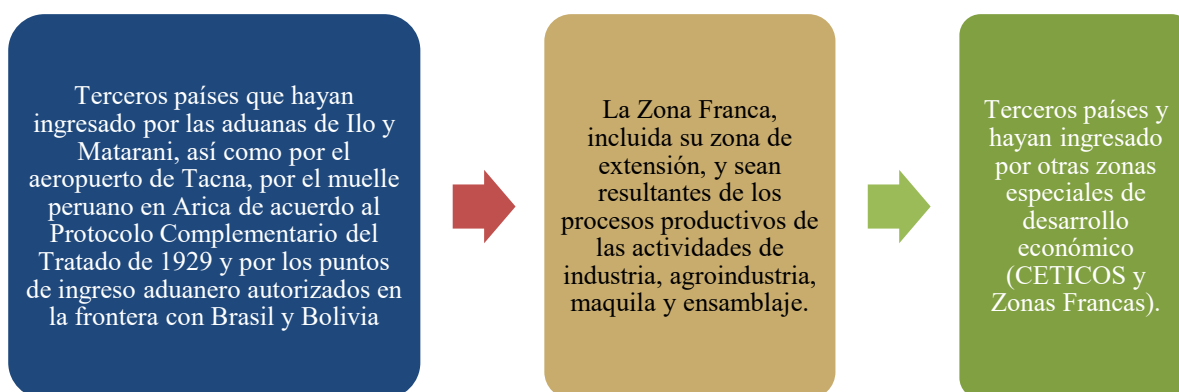 Terceros países que hayan
ingresado por las aduanas de Ilo y
Matarani, así como por el
aeropuerto de Tacna, por el muelle
peruano en Arica de acuerdo al
Protocolo Complementario del
Tratado de 1929 y por los puntos
de ingreso aduanero autorizados en
la frontera con Brasil y Bolivia
La Zona Franca,
incluida su zona de
extensión, y sean
resultantes de los
procesos productivos de
las actividades de
industria, agroindustria,
maquila y ensamblaje.
Terceros países y
hayan ingresado
por otras zonas
especiales de
desarrollo
económico
(CETICOS y
Zonas Francas).